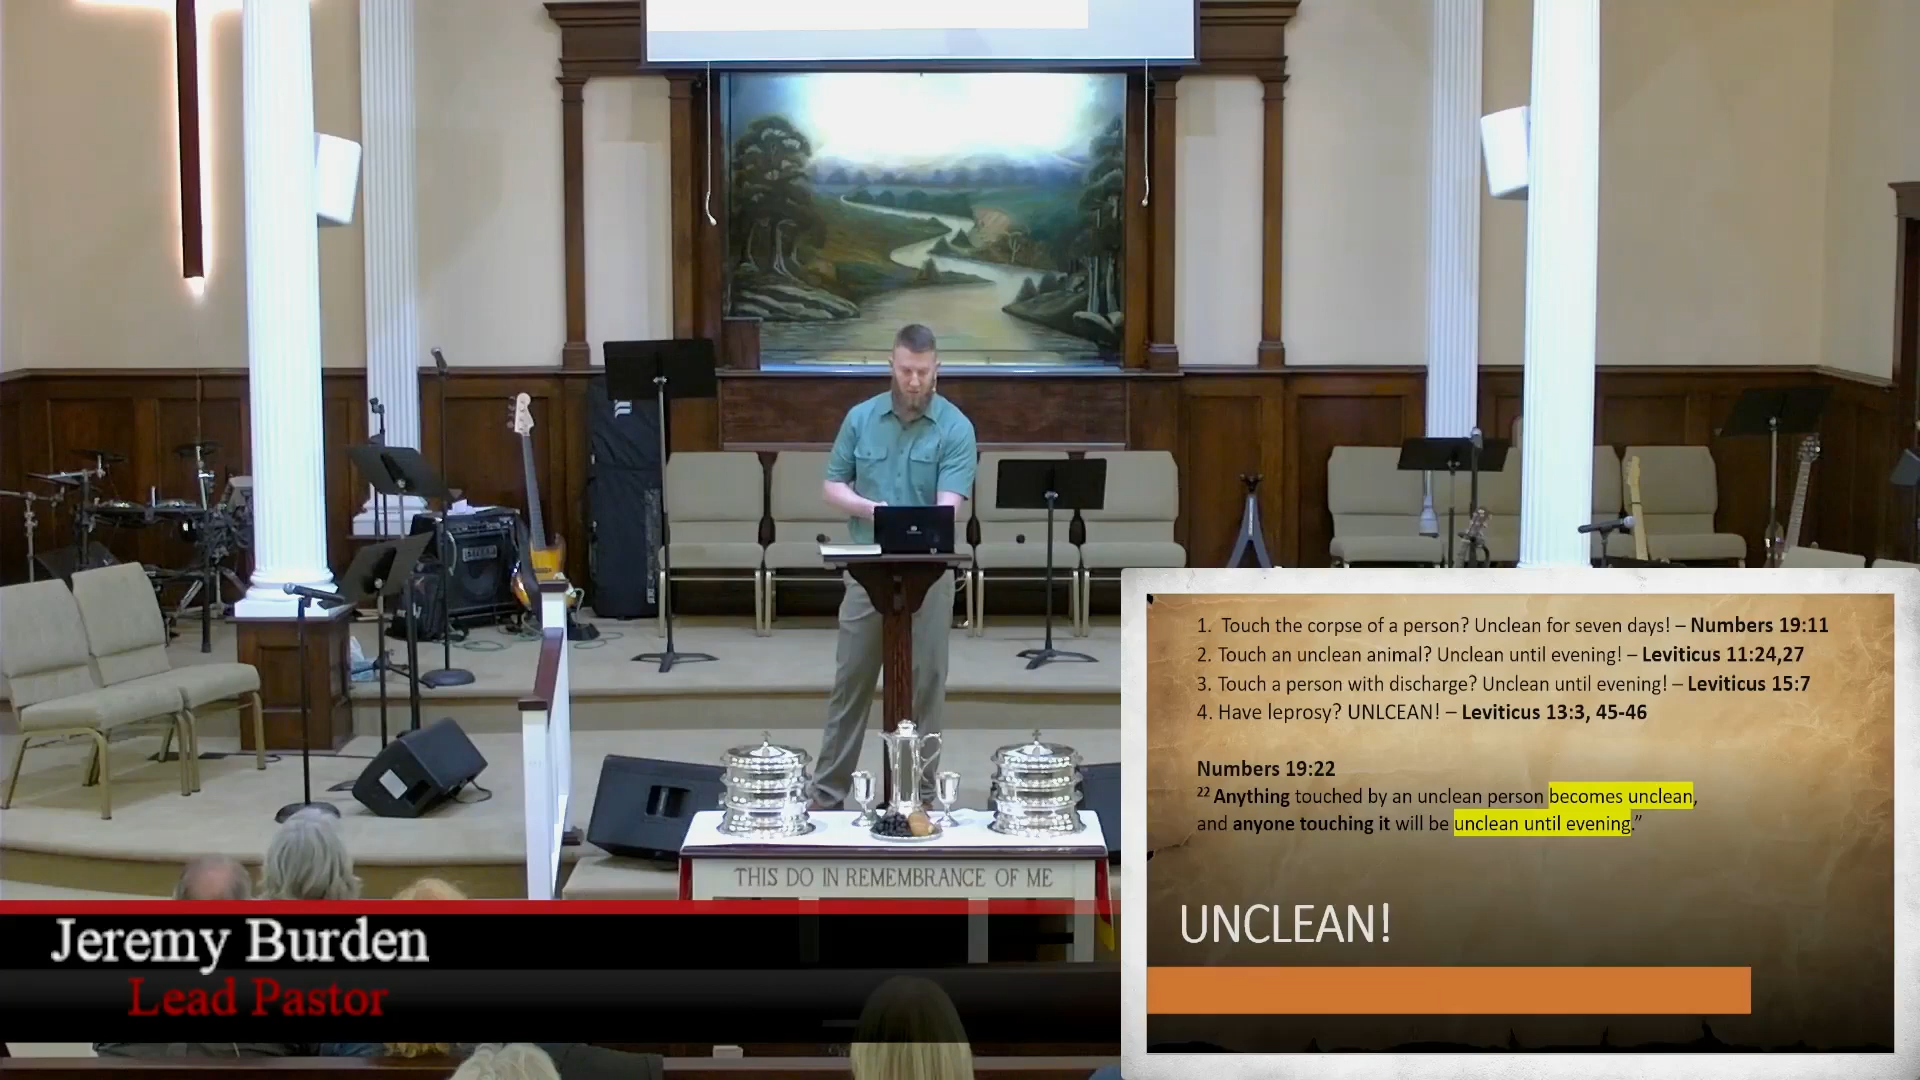 1. Touch the corpse of a person? Unclean for seven days! – Numbers 19:11
2. Touch an unclean animal? Unclean until evening! – Leviticus 11:24,27
3. Touch a person with discharge? Unclean until evening! – Leviticus 15:7
4. Have leprosy? UNLCEAN! – Leviticus 13:3, 45-46
Numbers 19:22
22 Anything touched by an unclean person becomes unclean,
and anyone touching it will be unclean until evening.”
UNCLEAN!
THIS DO IN REMEMBRANCE OF ME
Jeremy Burden
Lead Pastor